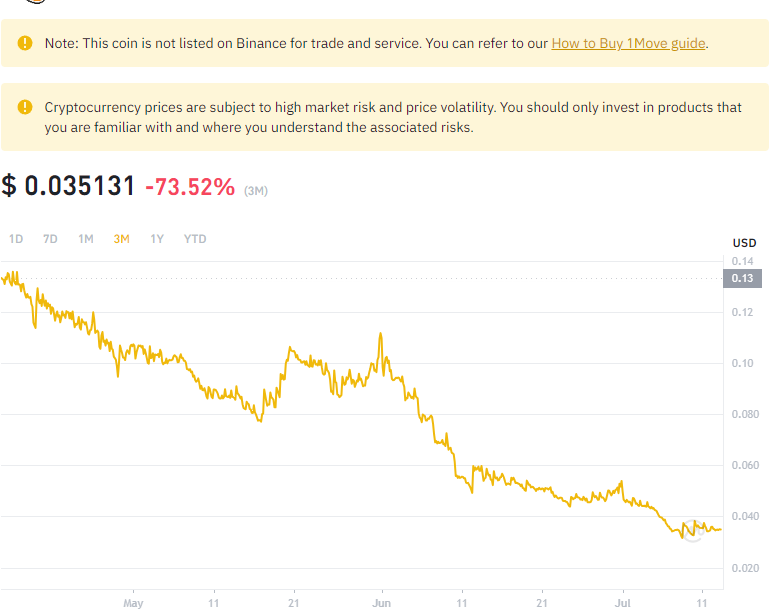 Note: This coin is not listed on Binance for trade and service. You can refer to our How to Buy 1Move guide.
Cryptocurrency prices are subject to high market risk and price volatility. You should only invest in products that
you are familiar with and where you understand the associated risks.
$ 0.035131 -73.52% (3M)
1D 7D 1M 3M 1Y YTD
USD
0.14
0.13
0.12
0.10
0.080
0.060
0.040
0.020
May 11 21 Jun 11 21 Jul 11